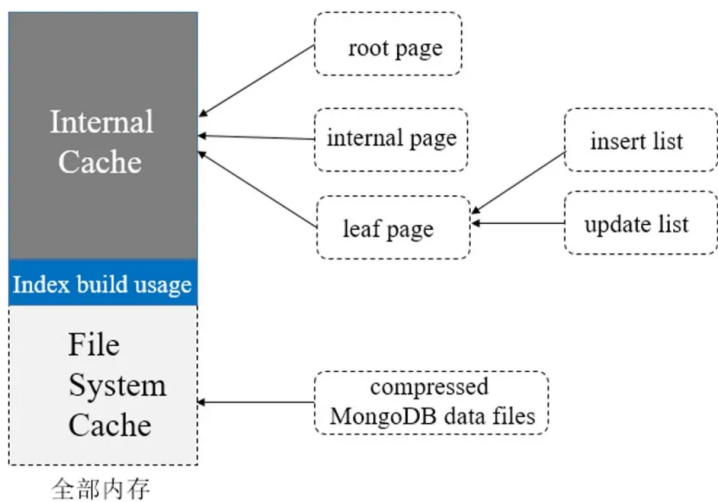 Internal
Cache
Index build usage
File
System
Cache
全部内存
root page
internal page
leaf page
insert list
update list
compressed
MongoDB data files